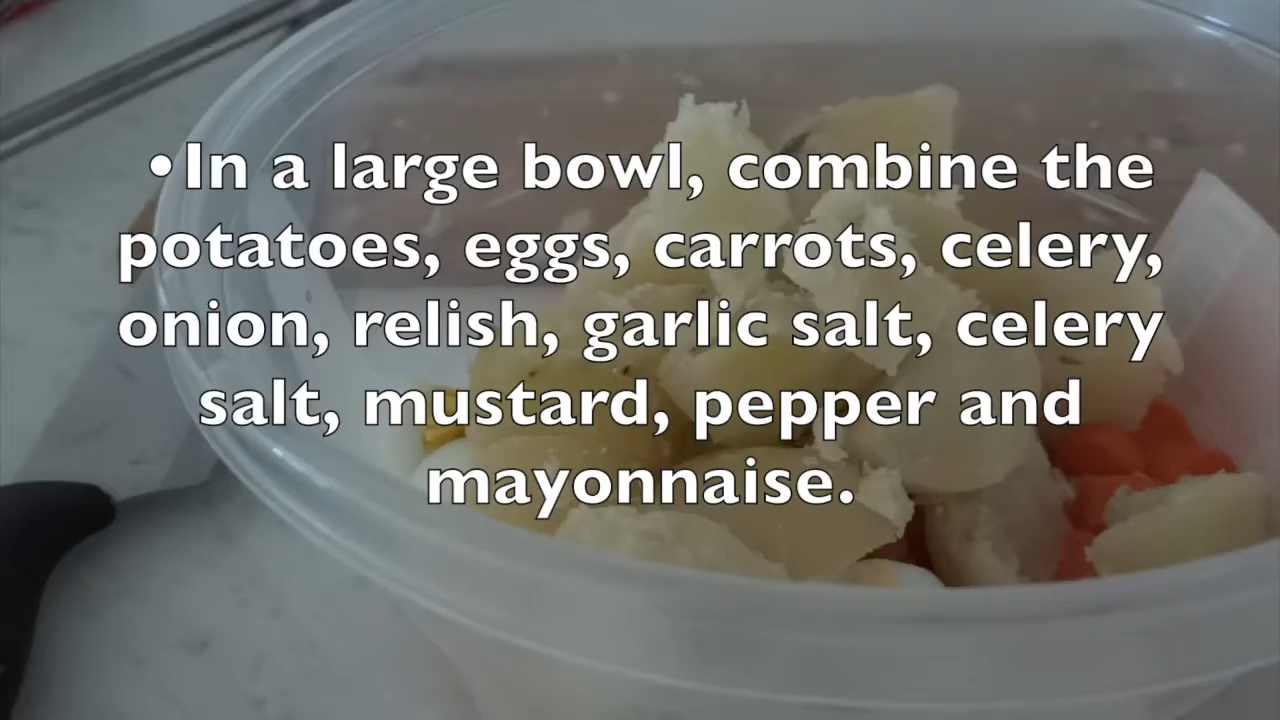 •In a large bowl, combine the
potatoes, eggs, carrots, celery,
onion, relish, garlic salt, celery
salt, mustard, pepper and
mayonnaise.